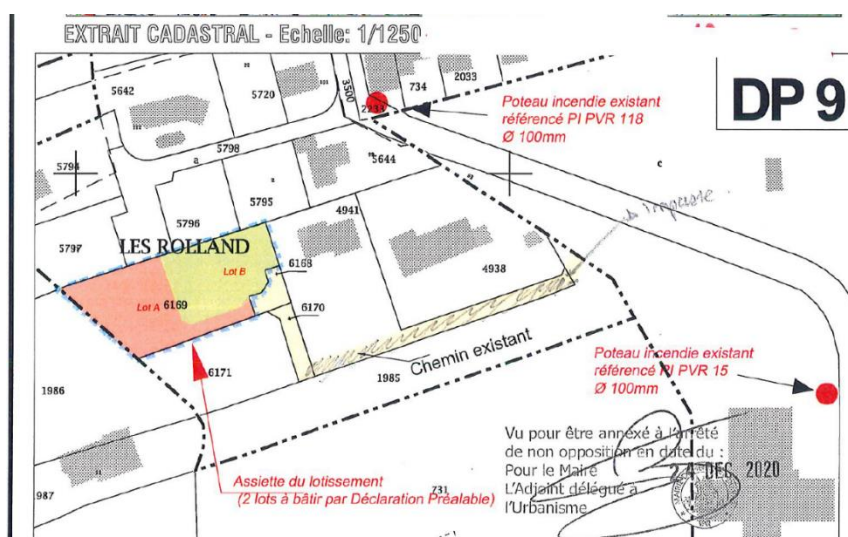 EXTRAIT CADASTRAL - Echelle: 1/1250
DP 9
5642
5720
3500
2233
734
2033
Poteau incendie existant
référencé PI PVR 118
Ø 100mm
5794
a
5798
5644
c
5797
5796
5795
4941
impasse
LES ROLLAND
Lot B
6168
4938
Lot A
6169
6170
Chemin existant
6171
1985
1986
Poteau incendie existant
référencé PI PVR 15
Ø 100mm
Vu pour être annexé à l'arrêté
de non opposition en date du :
Pour le Maire
24 DEC. 2020
L'Adjoint délégué à
l'Urbanisme
Assiette du lotissement
(2 lots à bâtir par Déclaration Préalable)
731
987